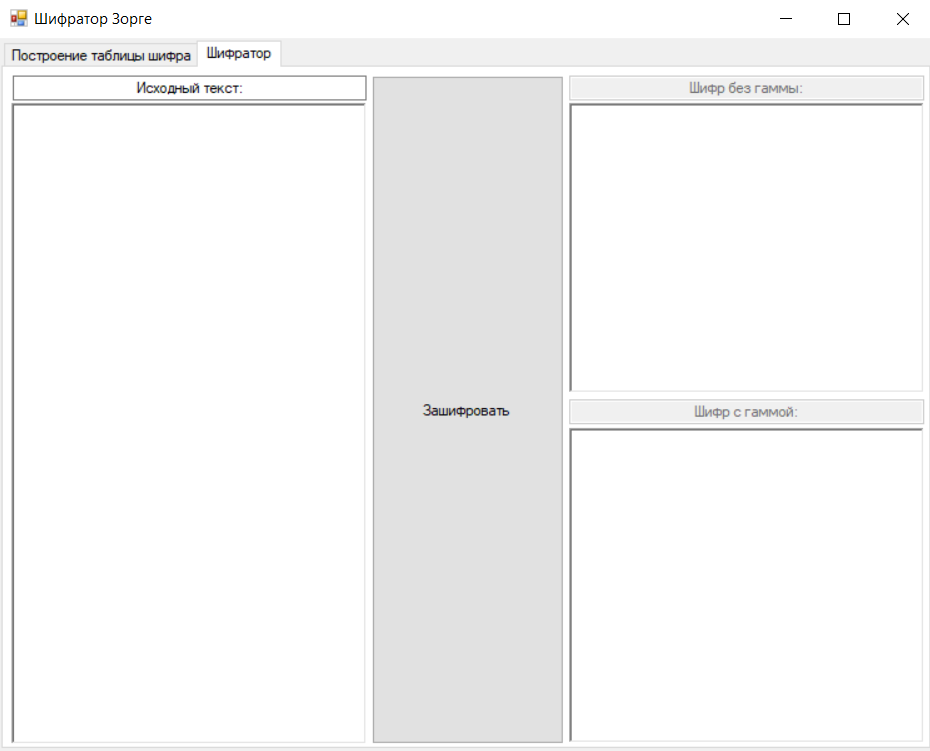 Шифратор Зорге
Построение таблицы шифра
Шифратор
Исходный текст:
Зашифровать
Шифр без гаммы:
Шифр с гаммой: